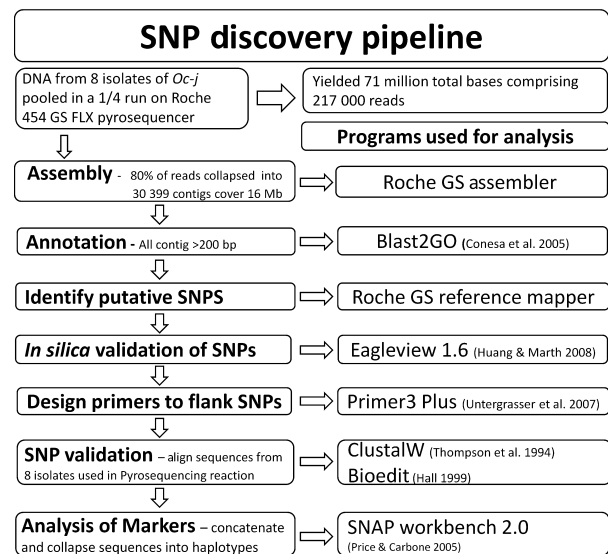 SNP discovery pipeline
DNA from 8 isolates of Oc-j
pooled in a 1/4 run on Roche
454 GS FLX pyrosequencer
Yielded 71 million total bases comprising
217 000 reads
Programs used for analysis
Assembly - 80% of reads collapsed into
30 399 contigs cover 16 Mb
Roche GS assembler
Annotation - All contig >200 bp
Blast2GO (Conesa et al. 2005)
Identify putative SNPS
Roche GS reference mapper
In silica validation of SNPs
Eagleview 1.6 (Huang & Marth 2008)
Design primers to flank SNPs
Primer3 Plus (Untergrasser et al. 2007)
SNP validation – align sequences from
8 isolates used in Pyrosequencing reaction
ClustalW (Thompson et al. 1994)
Bioedit (Hall 1999)
Analysis of Markers – concatenate
and collapse sequences into haplotypes
SNAP workbench 2.0
(Price & Carbone 2005)